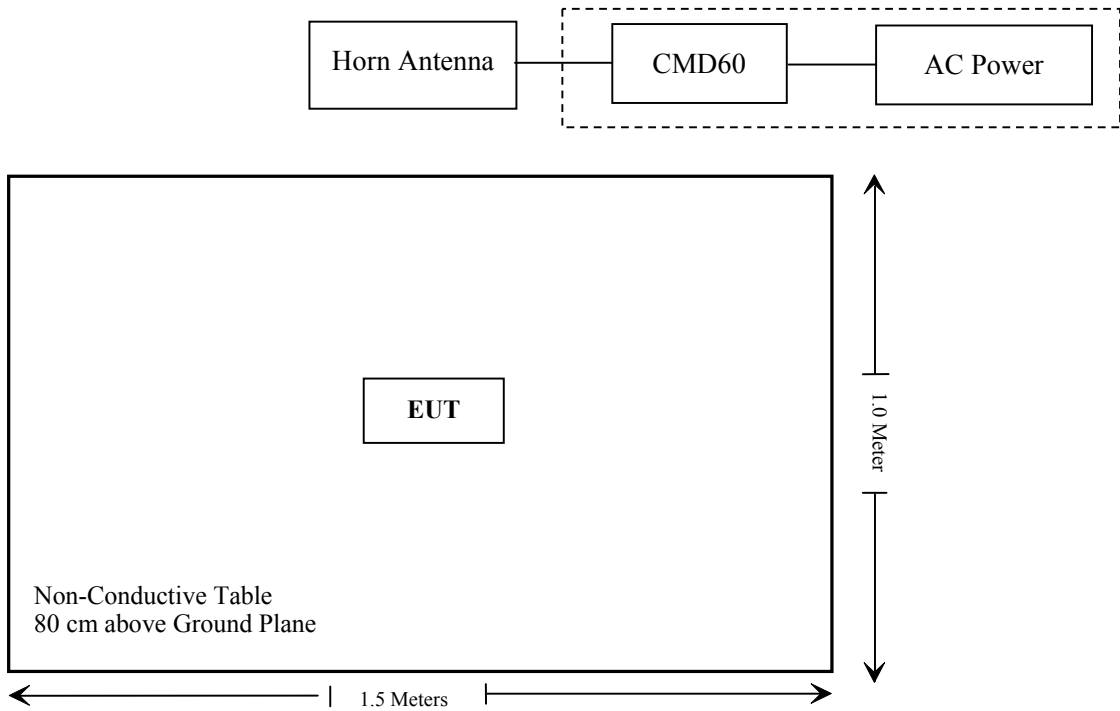 Horn Antenna
CMD60
AC Power
EUT
1.0 Meter
Non-Conductive Table
80 cm above Ground Plane
1.5 Meters